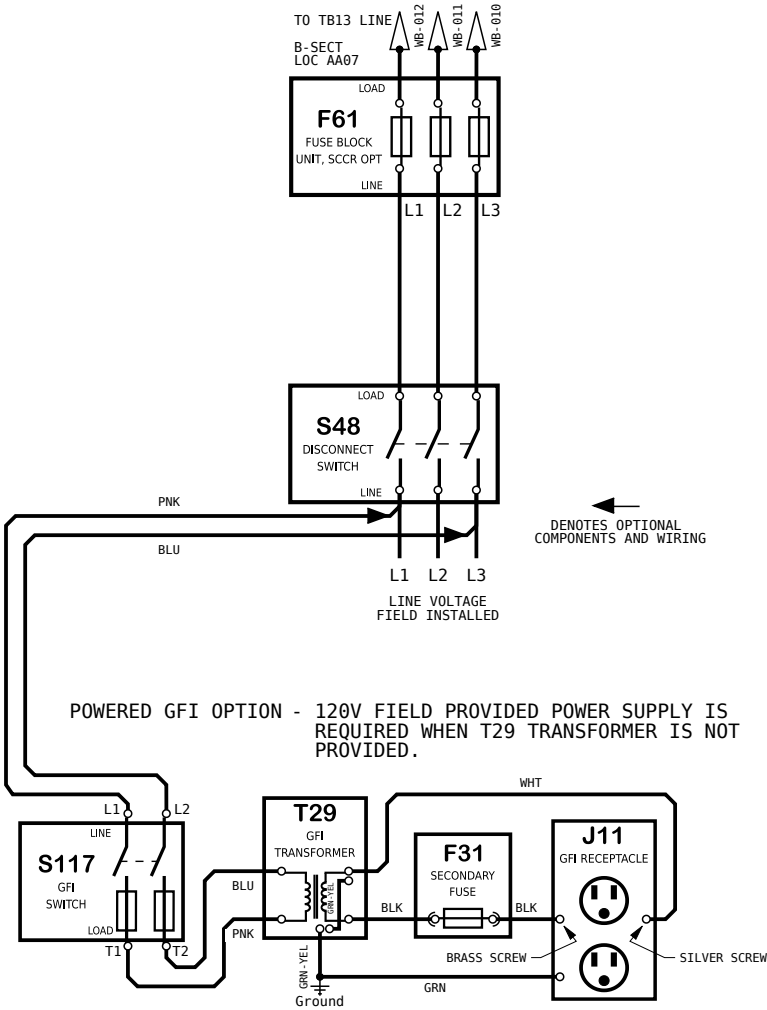 TO TB13 LINE
WB-012
WB-011
WB-010
B-SECT
LOC AA07
LOAD
F61
FUSE BLOCK
UNIT, SCCR OPT
LINE
L1
L2
L3
LOAD
S48
DISCONNECT
SWITCH
LINE
PNK
BLU
DENOTES OPTIONAL
COMPONENTS AND WIRING
L1
L2
L3
LINE VOLTAGE
FIELD INSTALLED
POWERED GFI OPTION - 120V FIELD PROVIDED POWER SUPPLY IS
REQUIRED WHEN T29 TRANSFORMER IS NOT
PROVIDED.
L1
L2
LINE
S117
GFI
SWITCH
LOAD
T1
T2
BLU
PNK
T29
GFI
TRANSFORMER
GRN-YEL
GRN-YEL
Ground
WHT
BLK
F31
SECONDARY
FUSE
BLK
J11
GFI RECEPTACLE
BRASS SCREW
SILVER SCREW
GRN